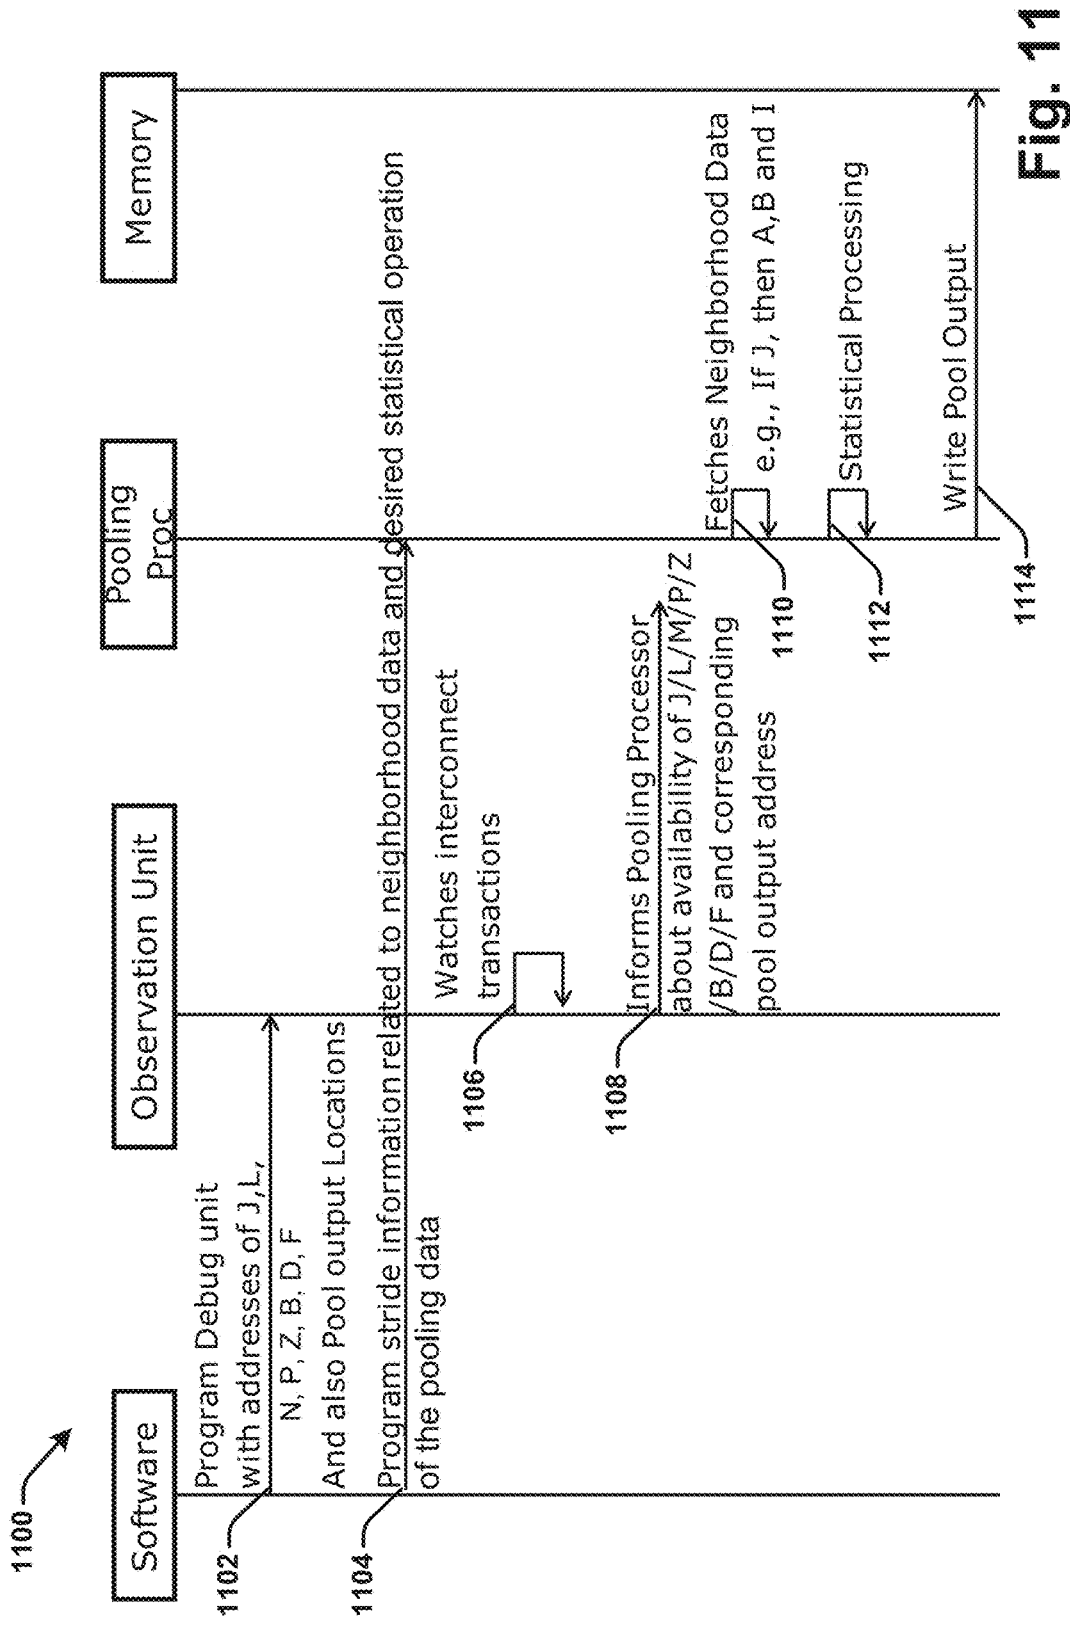 1100
Software
Observation Unit
Pooling
Proc
Memory
Program Debug unit
with addresses of J,L,
N, P, Z, B, D, F
And also Pool output Locations
1102
Program stride information related to neighborhood data and desired statistical operation
of the pooling data
1104
Watches interconnect
transactions
1106
Informs Pooling Processor
about availability of J/L/M/P/Z
/B/D/F and corresponding
pool output address
1108
Fetches Neighborhood Data
e.g., If J, then A,B and I
1110
Statistical Processing
1112
Write Pool Output
1114
Fig. 11